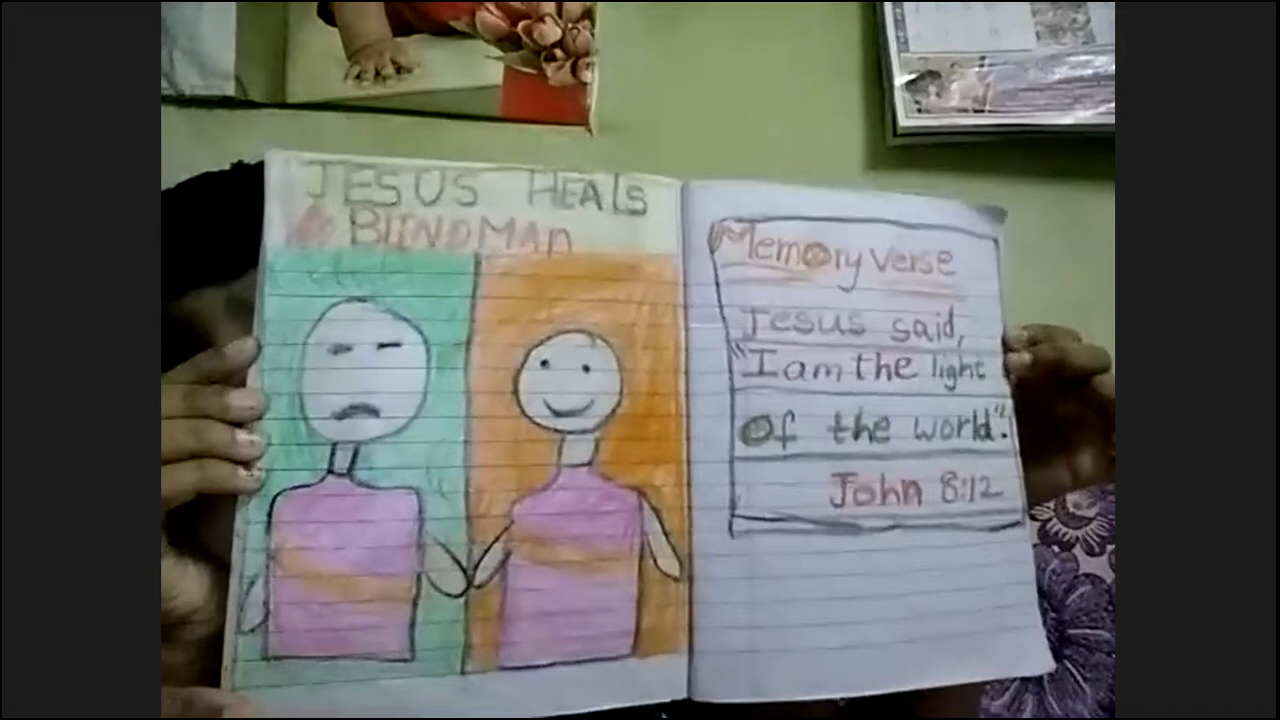 JESUS HEALS
BLINDMAN
Memory verse
Jesus said,
"I am the light
Of the world".
John 8:12